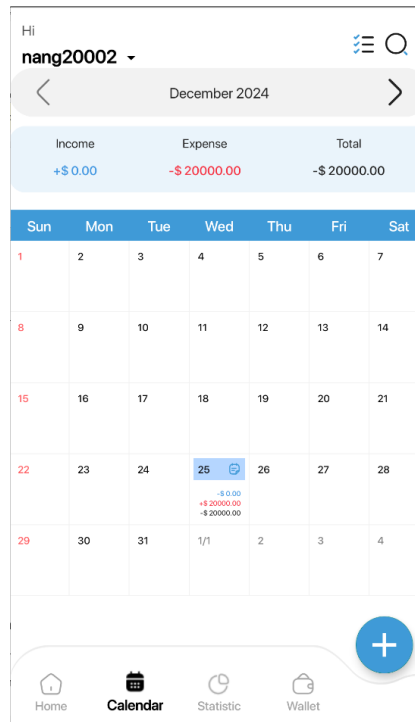 Hi
nang20002
December 2024
Income Expense Total
+$ 0.00 -$ 20000.00 -$ 20000.00
Sun Mon Tue Wed Thu Fri Sat
1 2 3 4 5 6 7
8 9 10 11 12 13 14
15 16 17 18 19 20 21
22 23 24 25 26 27 28
-$ 0.00
+$ 20000.00
-$ 20000.00
29 30 31 1/1 2 3 4
+
Home Calendar Statistic Wallet